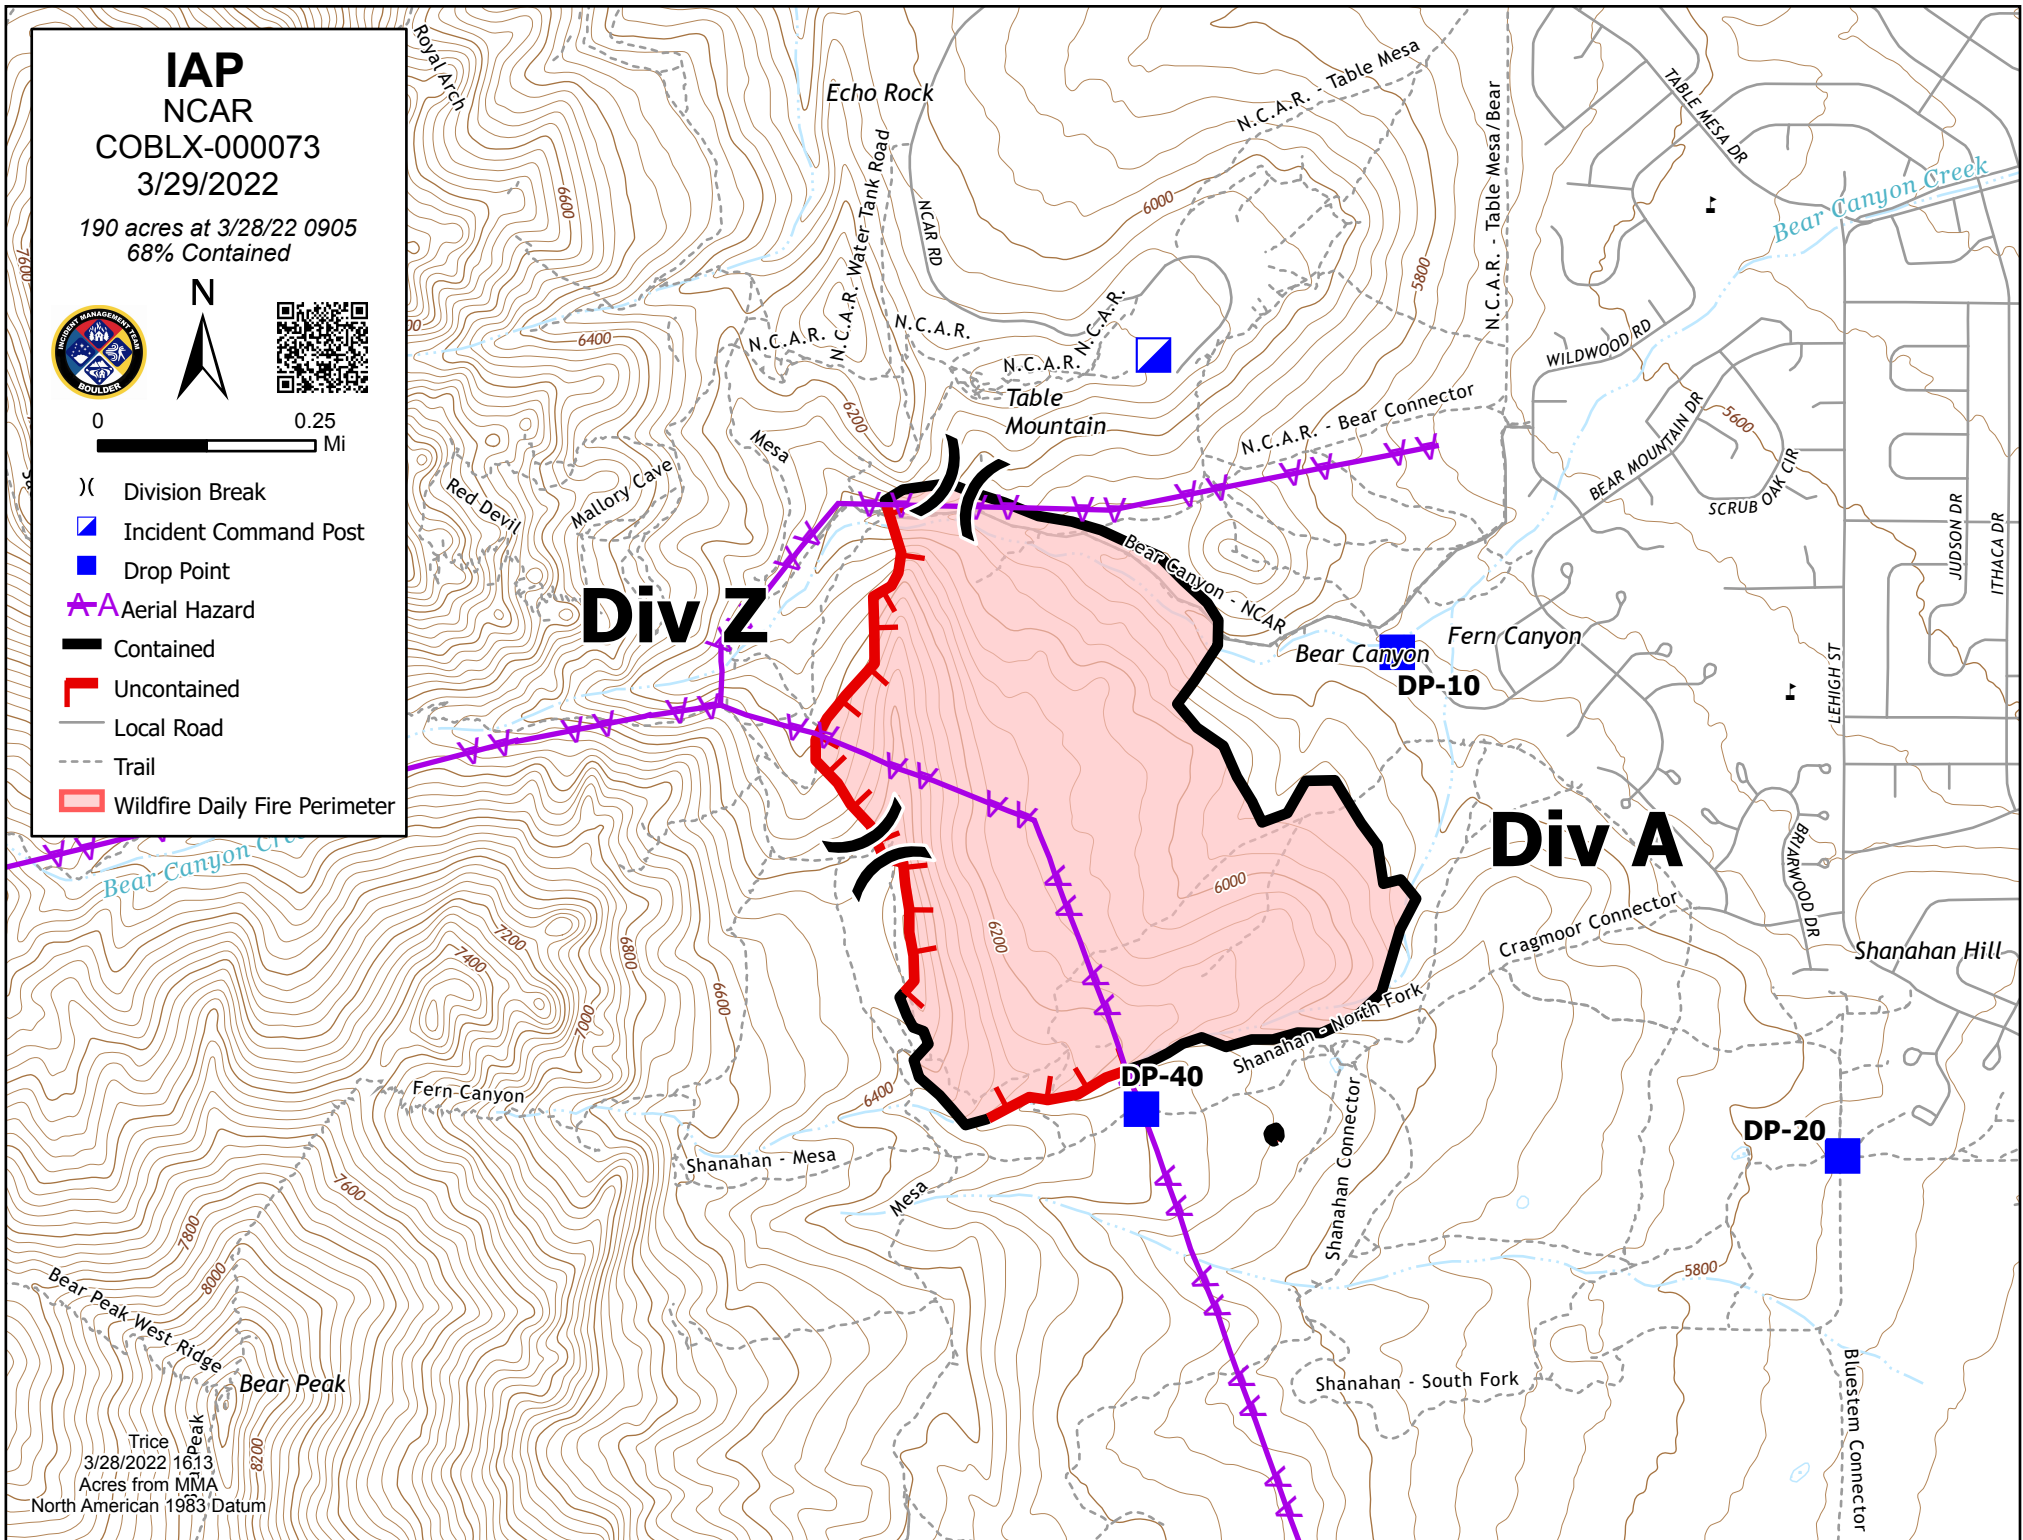 IAP
NCAR
COBLX-000073
3/29/2022
190 acres at 3/28/22 0905
68% Contained
N
INCIDENT MANAGEMENT TEAM
BOULDER
0 0.25
Mi
Division Break
Incident Command Post
Drop Point
A A Aerial Hazard
Contained
Uncontained
Local Road
Trail
Wildfire Daily Fire Perimeter
Royal Arch
Echo Rock
N.C.A.R. - Table Mesa
N.C.A.R. - Table Mesa/Bear
TABLE MESA DR
Bear Canyon Creek
6600
7600
6000
5800
NCAR RD
N.C.A.R. Water Tank Road
N.C.A.R.
N.C.A.R.
N.C.A.R.
N.C.A.R.
6400
6200
Table
Mountain
WILDWOOD RD
N.C.A.R. - Bear Connector
BEAR MOUNTAIN DR
5600
SCRUB OAK CIR
JUDSON DR
ITHACA DR
Mesa
Mallory Cave
Red Devil
Bear Canyon - NCAR
Div Z
Fern Canyon
Bear Canyon
DP-10
LEHIGH ST
Div A
BRIARWOOD DR
Bear Canyon Cre
6000
6200
Cragmoor Connector
Shanahan Hill
7200
7400
6800
6600
7000
Shanahan - North Fork
DP-40
Fern Canyon
6400
Shanahan - Mesa
Mesa
Shanahan Connector
DP-20
7600
7800
8000
5800
Bear Peak West Ridge
Bear Peak
Shanahan - South Fork
Bluestem Connector
Peak
8200
Trice
3/28/2022 1613
Acres from MMA
North American 1983 Datum